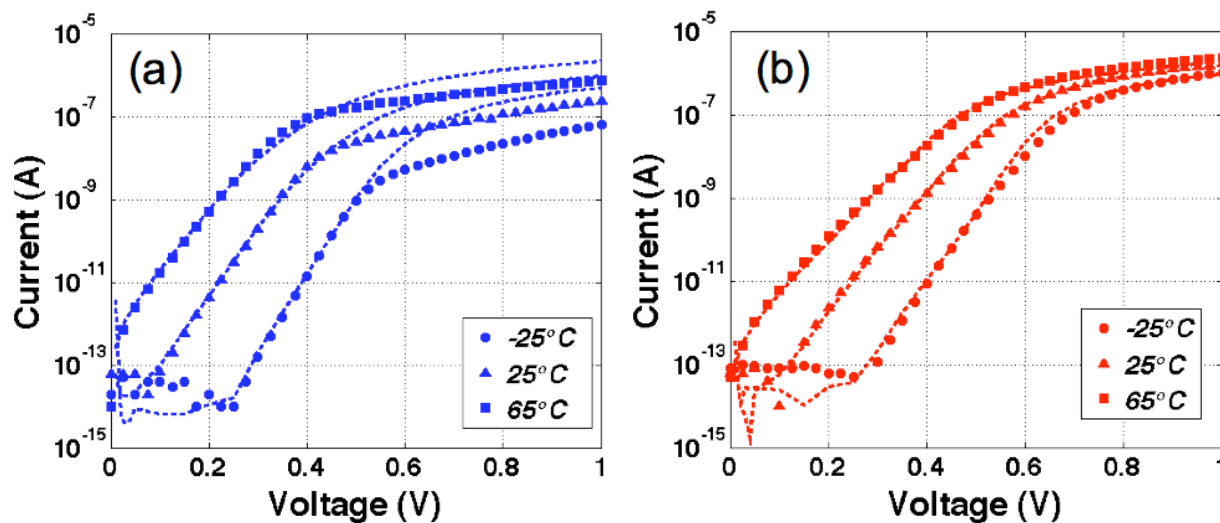 (a)
Current (A)
10⁻⁵
10⁻⁷
10⁻⁹
10⁻¹¹
10⁻¹³
10⁻¹⁵
0 0.2 0.4 0.6 0.8 1
Voltage (V)
-25°C
25°C
65°C
(b)
Current (A)
10⁻⁵
10⁻⁷
10⁻⁹
10⁻¹¹
10⁻¹³
10⁻¹⁵
0 0.2 0.4 0.6 0.8 1
Voltage (V)
-25°C
25°C
65°C